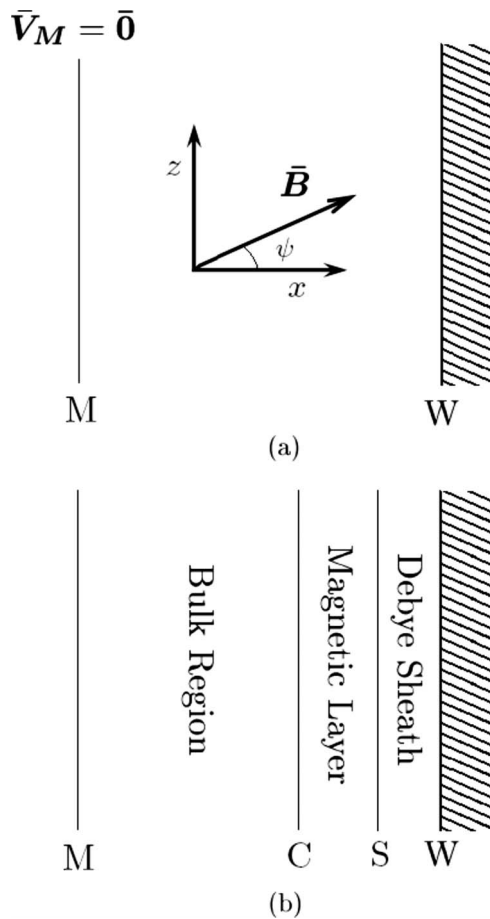 V̄_M = 0̄
z
B̄
ψ
x
M W
(a)
Bulk Region
Magnetic Layer
Debye Sheath
M C S W
(b)